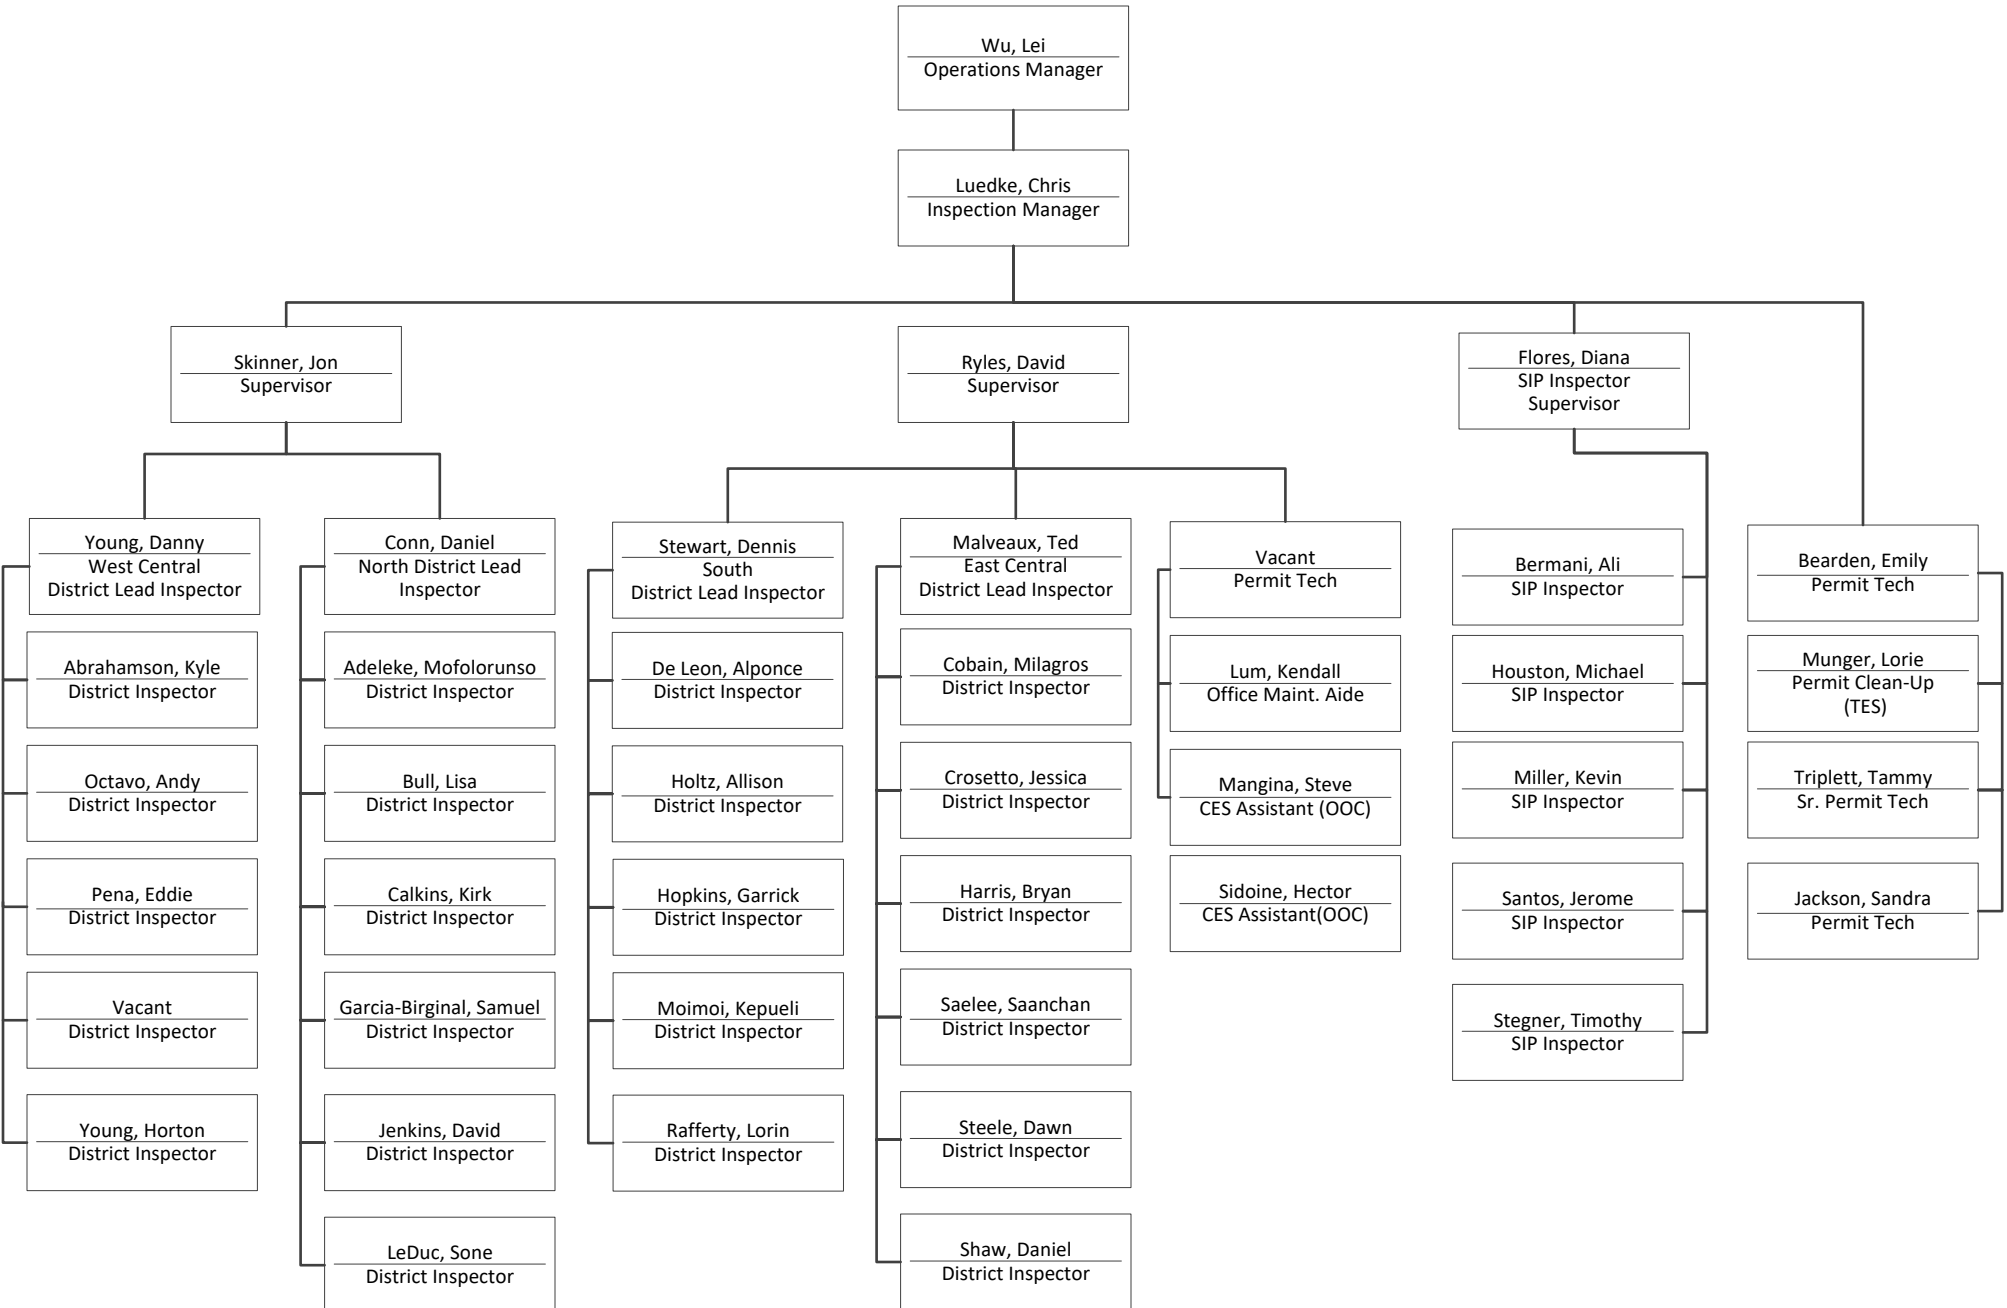 Wu, Lei
Operations Manager
Luedke, Chris
Inspection Manager
Skinner, Jon
Supervisor
Ryles, David
Supervisor
Flores, Diana
SIP Inspector
Supervisor
Young, Danny
West Central
District Lead Inspector
Abrahamson, Kyle
District Inspector
Octavo, Andy
District Inspector
Pena, Eddie
District Inspector
Vacant
District Inspector
Young, Horton
District Inspector
Conn, Daniel
North District Lead
Inspector
Adeleke, Mofolorunso
District Inspector
Bull, Lisa
District Inspector
Calkins, Kirk
District Inspector
Garcia-Birginal, Samuel
District Inspector
Jenkins, David
District Inspector
LeDuc, Sone
District Inspector
Stewart, Dennis
South
District Lead Inspector
De Leon, Alponce
District Inspector
Holtz, Allison
District Inspector
Hopkins, Garrick
District Inspector
Moimoi, Kepueli
District Inspector
Rafferty, Lorin
District Inspector
Malveaux, Ted
East Central
District Lead Inspector
Cobain, Milagros
District Inspector
Crosetto, Jessica
District Inspector
Harris, Bryan
District Inspector
Saelee, Saanchan
District Inspector
Steele, Dawn
District Inspector
Shaw, Daniel
District Inspector
Vacant
Permit Tech
Lum, Kendall
Office Maint. Aide
Mangina, Steve
CES Assistant (OOC)
Sidoine, Hector
CES Assistant(OOC)
Bermani, Ali
SIP Inspector
Houston, Michael
SIP Inspector
Miller, Kevin
SIP Inspector
Santos, Jerome
SIP Inspector
Stegner, Timothy
SIP Inspector
Bearden, Emily
Permit Tech
Munger, Lorie
Permit Clean-Up
(TES)
Triplett, Tammy
Sr. Permit Tech
Jackson, Sandra
Permit Tech